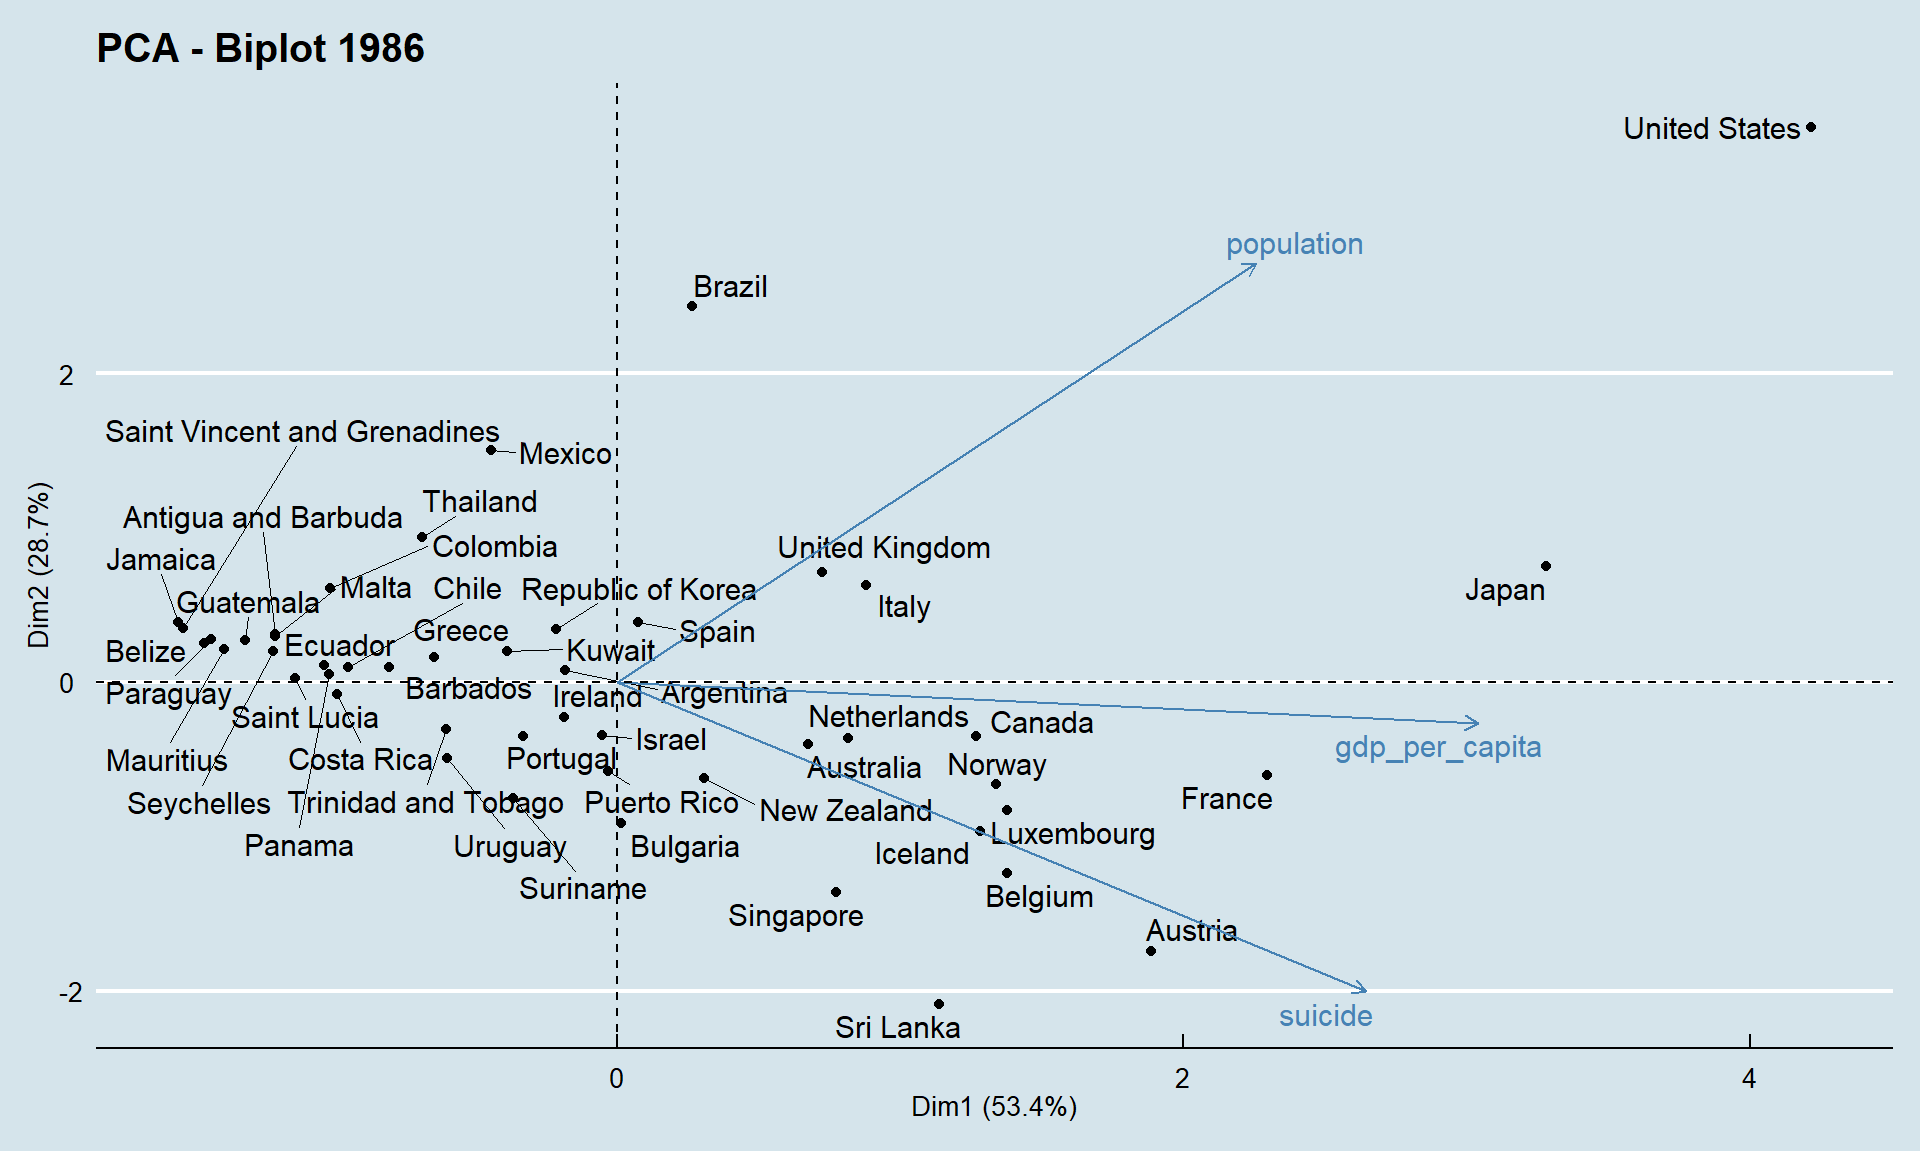 PCA - Biplot 1986
United States
population
Brazil
2
Saint Vincent and Grenadines
Mexico
Thailand
Antigua and Barbuda
Colombia
United Kingdom
Jamaica
Malta
Chile
Republic of Korea
Japan
Guatemala
Italy
Dim2 (28.7%)
Greece
Spain
Ecuador
Belize
Kuwait
0
Paraguay
Barbados
Ireland
Argentina
Saint Lucia
Netherlands
Canada
Israel
gdp_per_capita
Mauritius
Costa Rica
Portugal
Australia
Norway
Seychelles
Trinidad and Tobago
Puerto Rico
New Zealand
France
Panama
Uruguay
Bulgaria
Iceland
Luxembourg
Suriname
Belgium
Singapore
Austria
-2
Sri Lanka
suicide
0
2
4
Dim1 (53.4%)